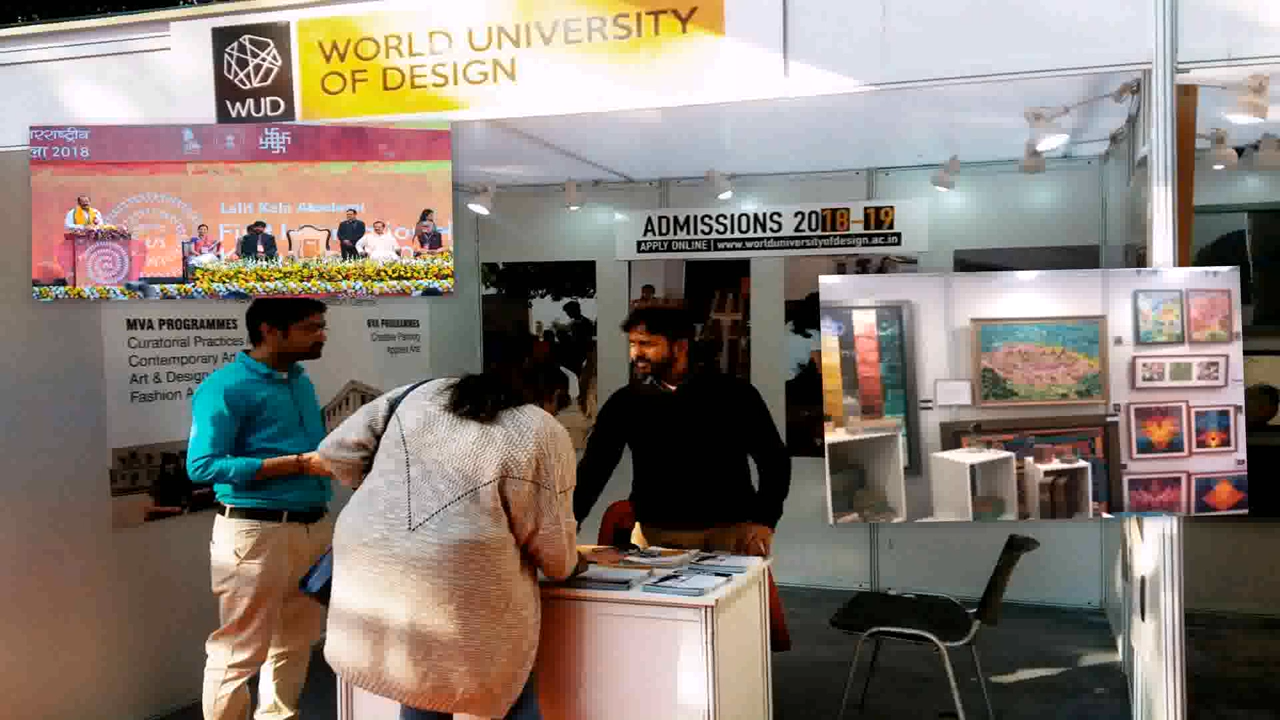 WUD
WORLD UNIVERSITY
OF DESIGN
2018
Lalit Kala Akademi
ADMISSIONS 2018-19
APPLY ONLINE | www.worlduniversityofdesign.ac.in
MVA PROGRAMMES
Curatorial Practices
Contemporary Art
Art & Design
Fashion
BVA PROGRAMMES
Creative Painting
Applied Arts